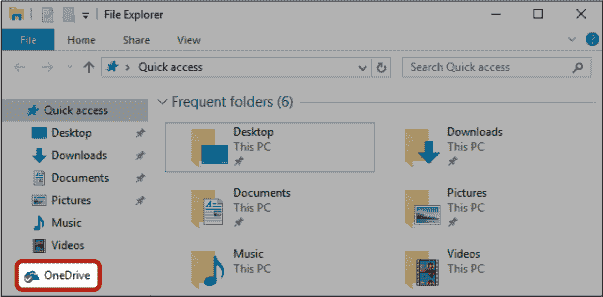 File Explorer
File Home Share View
Quick access
Search Quick access
Quick access
Desktop
Downloads
Documents
Pictures
Music
Videos
OneDrive
Frequent folders (6)
Desktop
This PC
Downloads
This PC
Documents
This PC
Pictures
This PC
Music
This PC
Videos
This PC